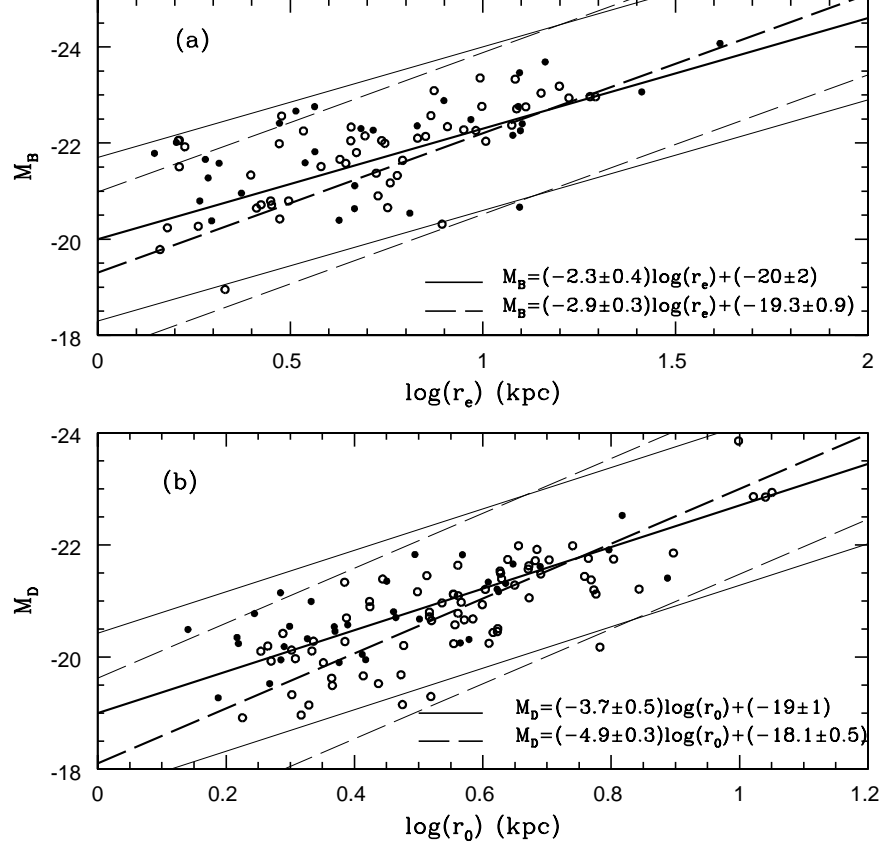 (a)
-24
-22
-20
-18
M_B
M_B=(−2.3±0.4)log(r_e)+(−20±2)
M_B=(−2.9±0.3)log(r_e)+(−19.3±0.9)
0 0.5 1 1.5 2
log(r_e) (kpc)
(b)
-24
-22
-20
-18
M_D
M_D=(−3.7±0.5)log(r_0)+(−19±1)
M_D=(−4.9±0.3)log(r_0)+(−18.1±0.5)
0 0.2 0.4 0.6 0.8 1 1.2
log(r_0) (kpc)